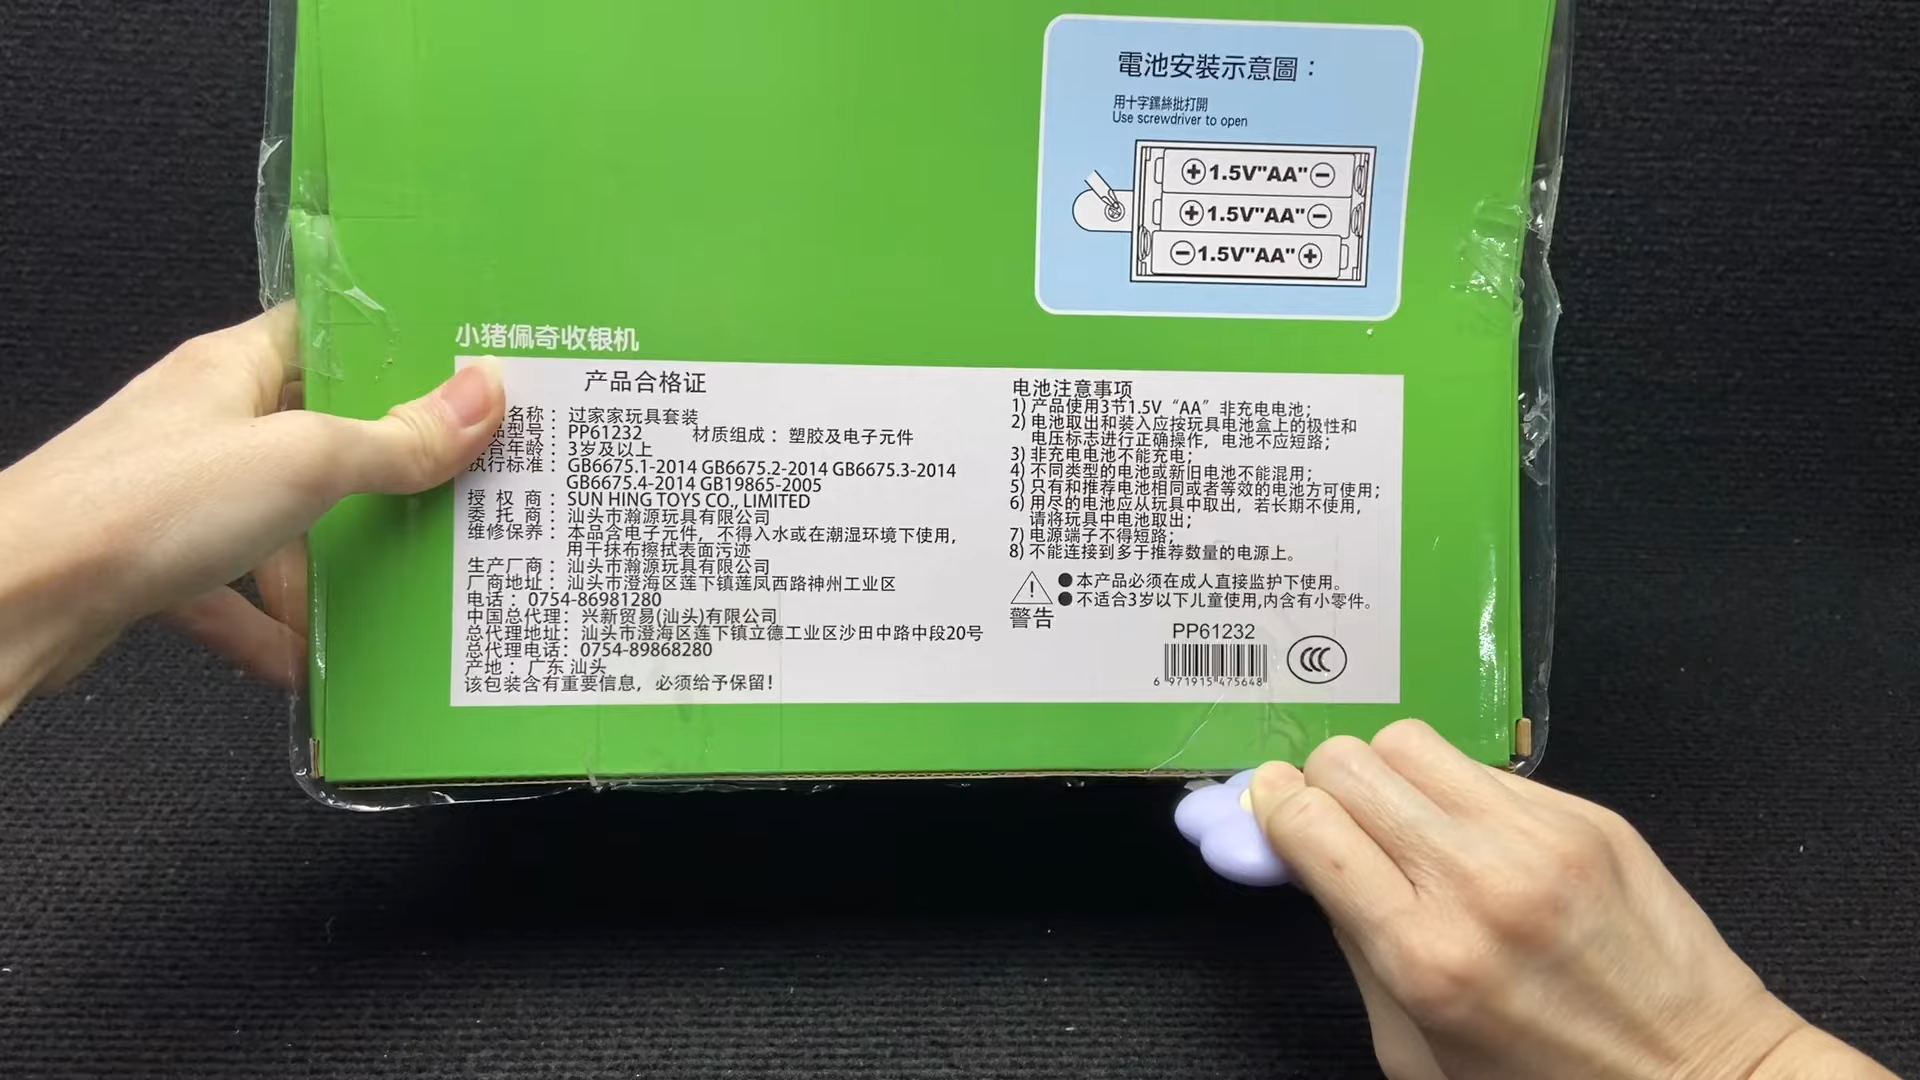 電池安裝示意圖：
用十字鏍絲批打開
Use screwdriver to open
1.5V"AA"
1.5V"AA"
1.5V"AA"
小猪佩奇收银机
产品合格证
名称：过家家玩具套装
型号：PP61232 材质组成：塑胶及电子元件
合年龄：3岁及以上
执行标准：GB6675.1-2014 GB6675.2-2014 GB6675.3-2014
GB6675.4-2014 GB19865-2005
授权商：SUN HING TOYS CO., LIMITED
委托商：汕头市瀚源玩具有限公司
维修保养：本品含电子元件，不得入水或在潮湿环境下使用，
用干抹布擦拭表面污迹
生产厂商：汕头市瀚源玩具有限公司
厂商地址：汕头市澄海区莲下镇莲凤西路神州工业区
电话：0754-86981280
中国总代理：兴新贸易(汕头)有限公司
总代理地址：汕头市澄海区莲下镇立德工业区沙田中路中段20号
总代理电话：0754-89868280
产地：广东 汕头
该包装含有重要信息，必须给予保留！
电池注意事项
1) 产品使用3节1.5V“AA”非充电电池；
2) 电池取出和装入应按玩具电池盒上的极性和
电压标志进行正确操作，电池不应短路；
3) 非充电电池不能充电；
4) 不同类型的电池或新旧电池不能混用；
5) 只有和推荐电池相同或者等效的电池方可使用；
6) 用尽的电池应从玩具中取出，若长期不使用，
请将玩具中电池取出；
7) 电源端子不得短路；
8) 不能连接到多于推荐数量的电源上。
警告
●本产品必须在成人直接监护下使用。
●不适合3岁以下儿童使用,内含有小零件。
PP61232
6 971915 475648
CCC